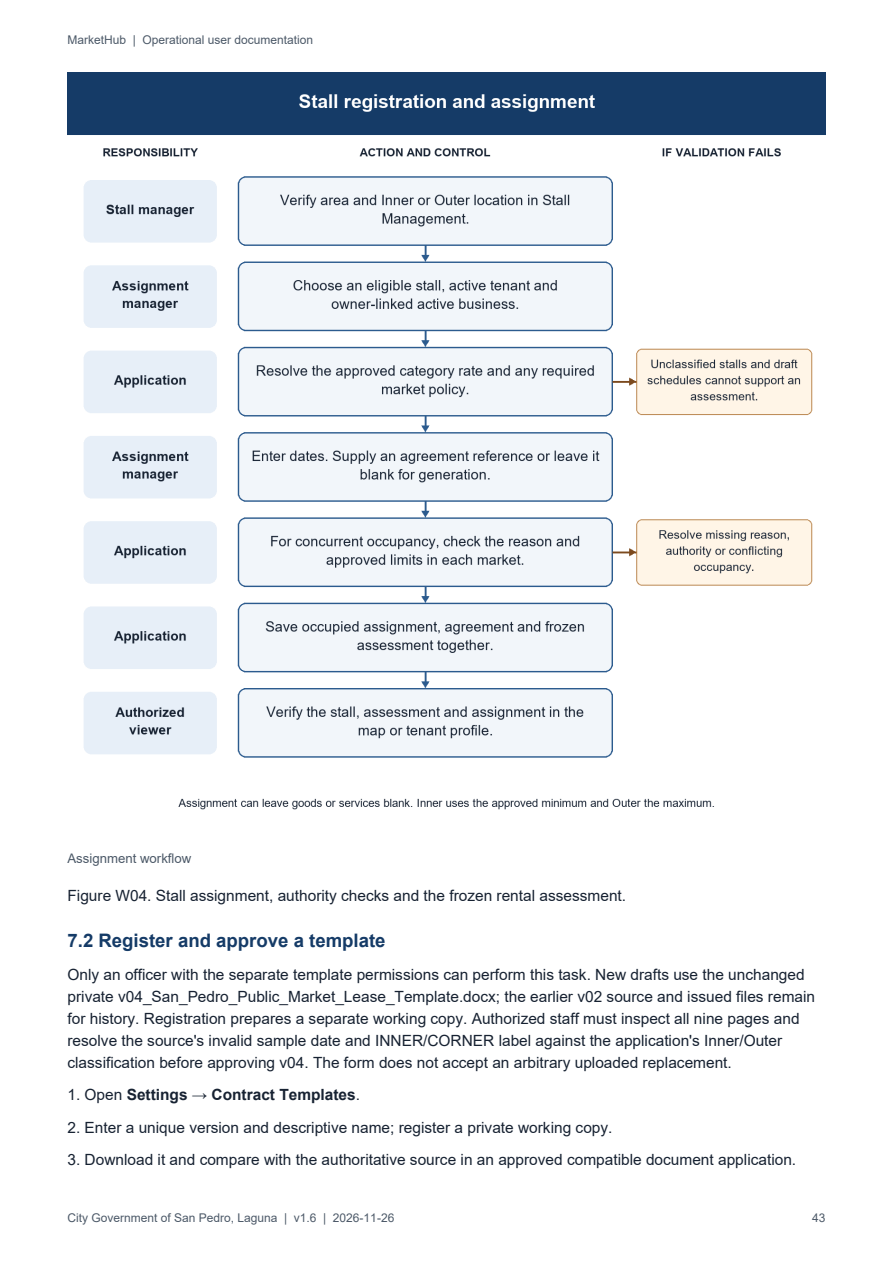 MarketHub | Operational user documentation
Stall registration and assignment
RESPONSIBILITY
ACTION AND CONTROL
IF VALIDATION FAILS
Stall manager
Verify area and Inner or Outer location in Stall
Management.
Assignment
manager
Choose an eligible stall, active tenant and
owner-linked active business.
Application
Resolve the approved category rate and any required
market policy.
Unclassified stalls and draft
schedules cannot support an
assessment.
Assignment
manager
Enter dates. Supply an agreement reference or leave it
blank for generation.
Application
For concurrent occupancy, check the reason and
approved limits in each market.
Resolve missing reason,
authority or conflicting
occupancy.
Application
Save occupied assignment, agreement and frozen
assessment together.
Authorized
viewer
Verify the stall, assessment and assignment in the
map or tenant profile.
Assignment can leave goods or services blank. Inner uses the approved minimum and Outer the maximum.
Assignment workflow
Figure W04. Stall assignment, authority checks and the frozen rental assessment.
7.2 Register and approve a template
Only an officer with the separate template permissions can perform this task. New drafts use the unchanged
private v04_San_Pedro_Public_Market_Lease_Template.docx; the earlier v02 source and issued files remain
for history. Registration prepares a separate working copy. Authorized staff must inspect all nine pages and
resolve the source's invalid sample date and INNER/CORNER label against the application's Inner/Outer
classification before approving v04. The form does not accept an arbitrary uploaded replacement.
1. Open Settings → Contract Templates.
2. Enter a unique version and descriptive name; register a private working copy.
3. Download it and compare with the authoritative source in an approved compatible document application.
City Government of San Pedro, Laguna | v1.6 | 2026-11-26
43